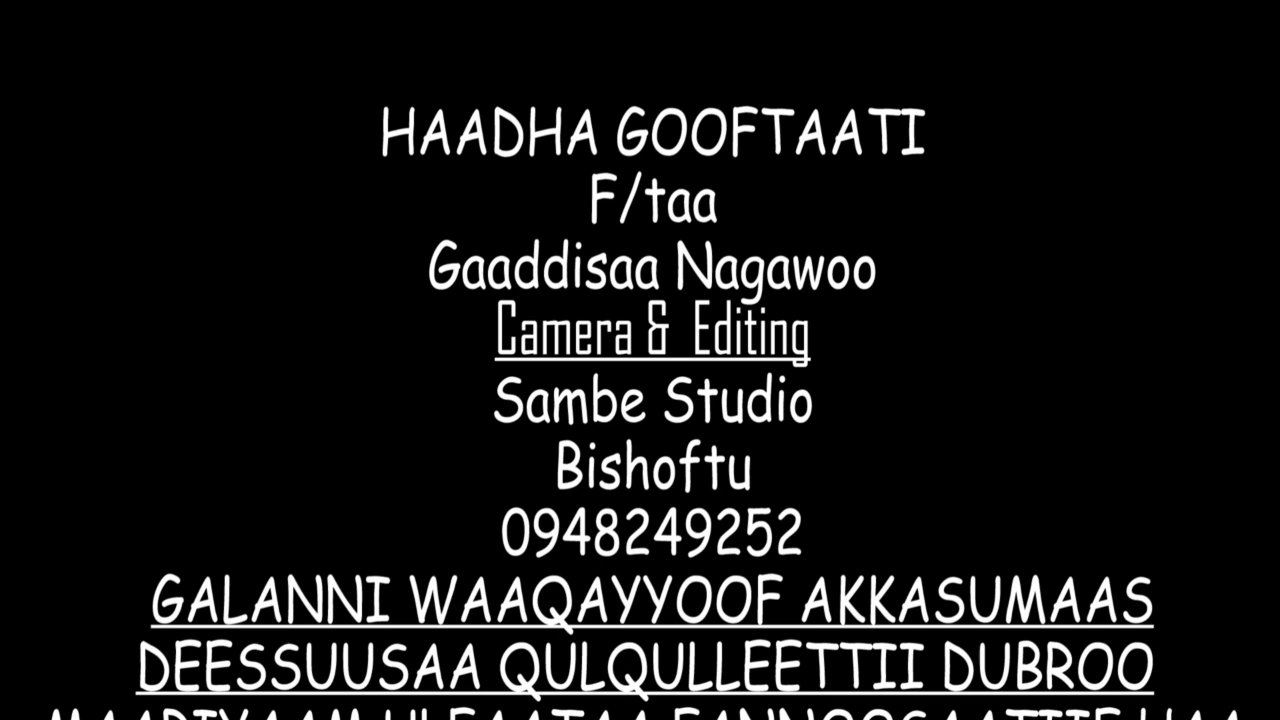 HAADHA GOOFTAATI
F/taa
Gaaddisaa Nagawoo
Camera & Editing
Sambe Studio
Bishoftu
0948249252
GALANNI WAAQAYYOOF AKKASUMAAS
DEESSUUSAA QULQULLEETTII DUBROO